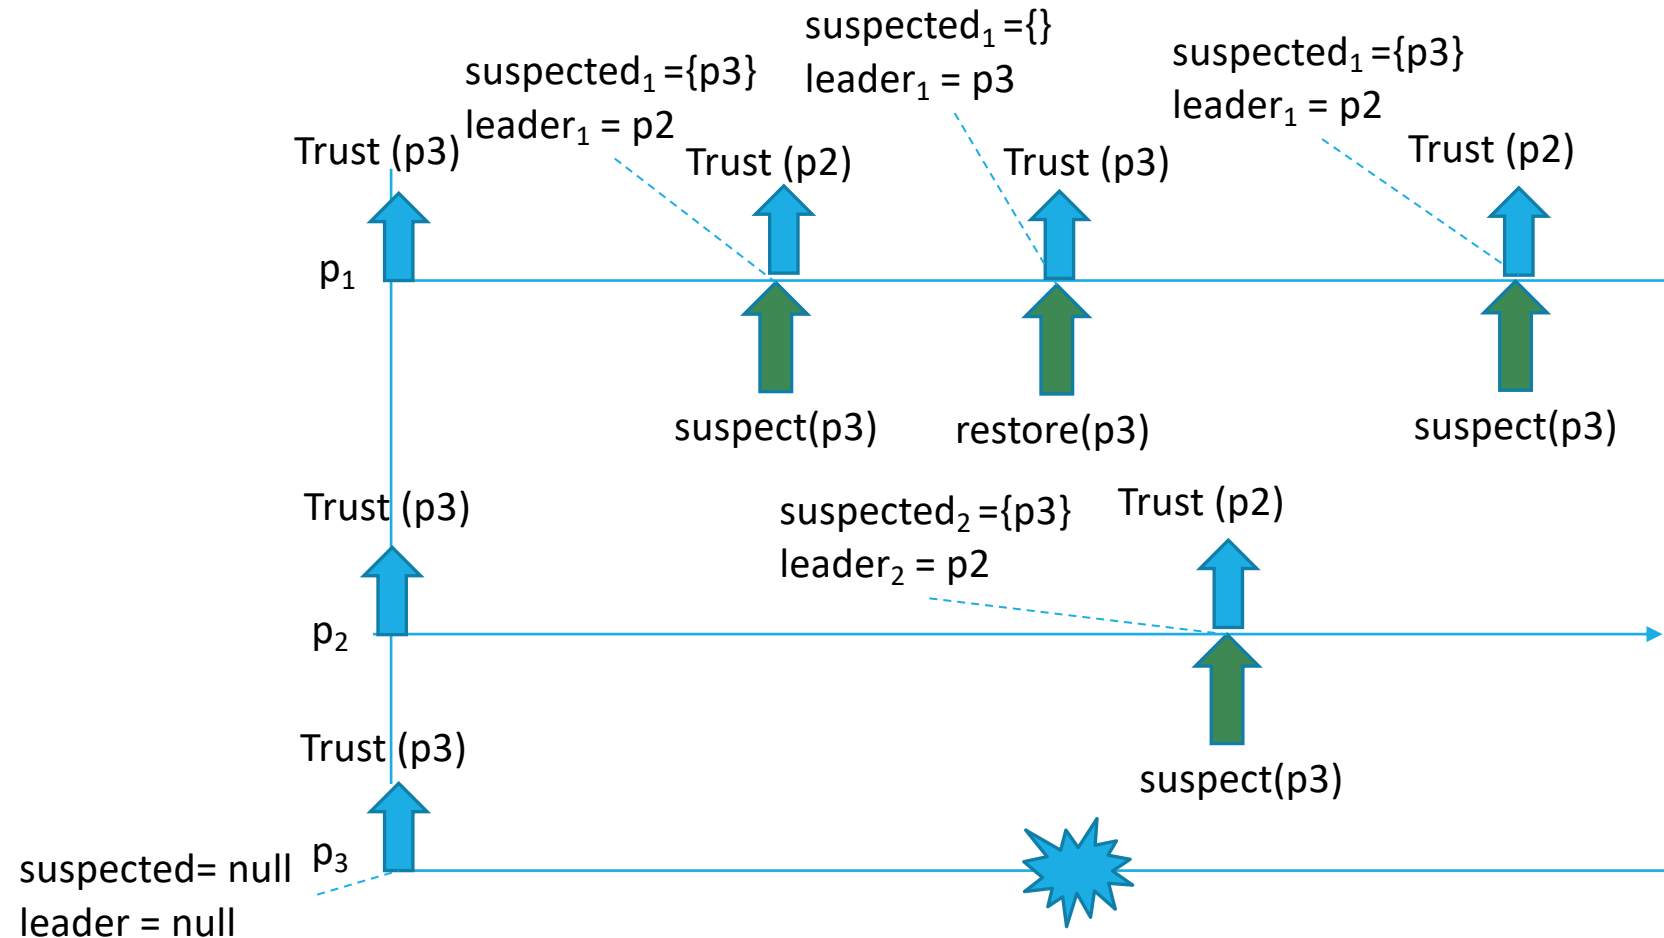 suspected₁ ={p3}
leader₁ = p2
suspected₁ ={}
leader₁ = p3
suspected₁ ={p3}
leader₁ = p2
Trust (p3)
Trust (p2)
Trust (p3)
Trust (p2)
p₁
suspect(p3)
restore(p3)
suspect(p3)
Trust (p3)
suspected₂ ={p3}
leader₂ = p2
Trust (p2)
p₂
suspect(p3)
Trust (p3)
p₃
suspected= null
leader = null